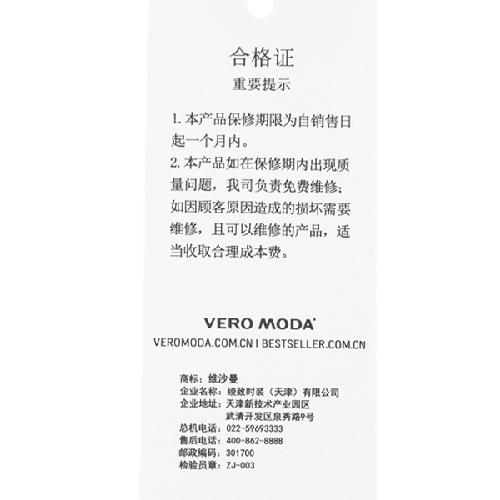 合格证
重要提示
1. 本产品保修期限为自销售日
起一个月内。
2. 本产品如在保修期内出现质
量问题，我司负责免费维修；
如因顾客原因造成的损坏需要
维修，且可以维修的产品，适
当收取合理成本费。
VERO MODA
VEROMODA.COM.CN | BESTSELLER.COM.CN
商标：维沙曼
企业名称：绫致时装（天津）有限公司
企业地址：天津新技术产业园区
武清开发区泉秀路9号
总机电话：022-59693333
售后电话：400-862-8888
邮政编码：301700
检验员章：ZJ-003